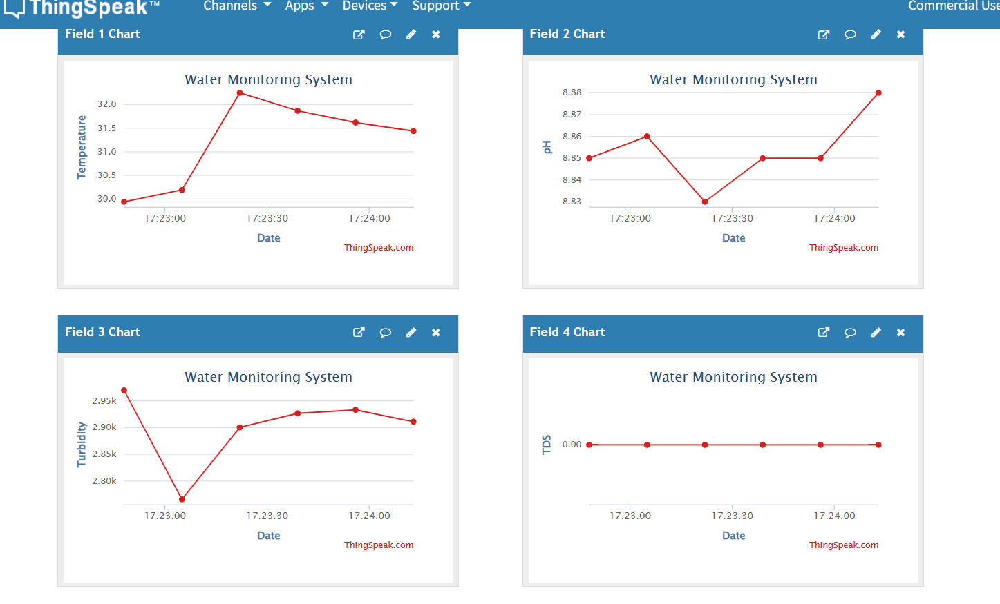 ThingSpeak™ Channels Apps Devices Support Commercial Use
Field 1 Chart
Water Monitoring System
32.0
31.5
31.0
30.5
30.0
Temperature
17:23:00 17:23:30 17:24:00
Date
ThingSpeak.com
Field 2 Chart
Water Monitoring System
8.88
8.87
8.86
8.85
8.84
8.83
pH
17:23:00 17:23:30 17:24:00
Date
ThingSpeak.com
Field 3 Chart
Water Monitoring System
2.95k
2.90k
2.85k
2.80k
Turbidity
17:23:00 17:23:30 17:24:00
Date
ThingSpeak.com
Field 4 Chart
Water Monitoring System
0.00
TDS
17:23:00 17:23:30 17:24:00
Date
ThingSpeak.com